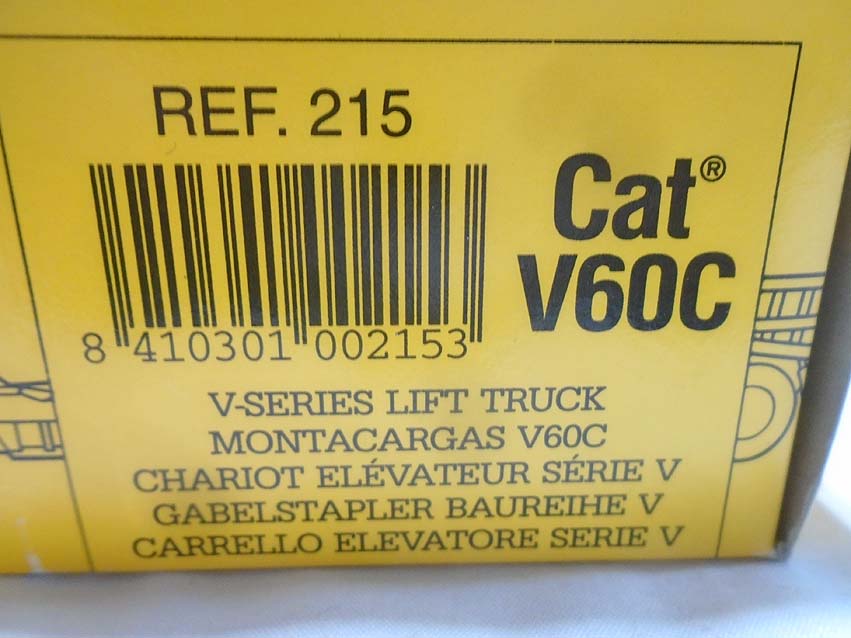 REF. 215
8 410301 002153
Cat®
V60C
V-SERIES LIFT TRUCK
MONTACARGAS V60C
CHARIOT ELÉVATEUR SÉRIE V
GABELSTAPLER BAUREIHE V
CARRELLO ELEVATORE SERIE V